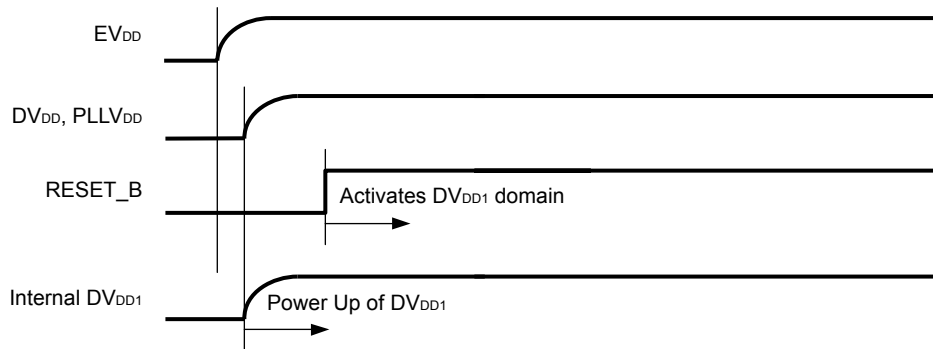 EVDD
DVDD, PLLVDD
RESET_B
Activates DVDD1 domain
Internal DVDD1
Power Up of DVDD1